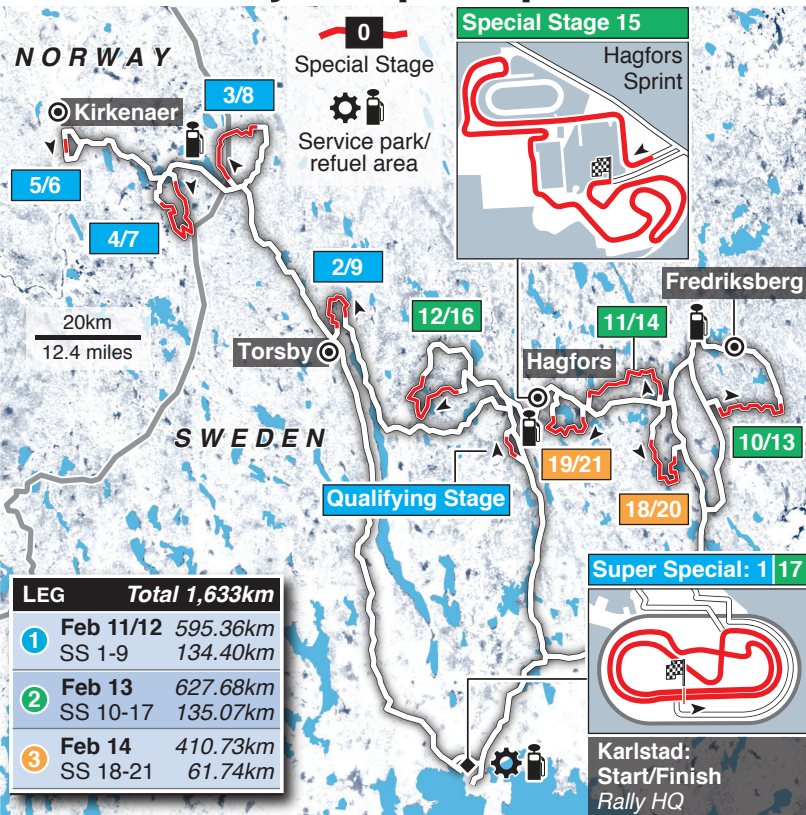 NORWAY
0
Special Stage
Service park/
refuel area
Special Stage 15
Hagfors
Sprint
Kirkenaer
3/8
5/6
4/7
2/9
20km
12.4 miles
Torsby
12/16
11/14
Fredriksberg
Hagfors
SWEDEN
10/13
19/21
18/20
Qualifying Stage
Super Special: 1 17
LEG Total 1,633km
1 Feb 11/12 595.36km
SS 1-9 134.40km
2 Feb 13 627.68km
SS 10-17 135.07km
3 Feb 14 410.73km
SS 18-21 61.74km
Karlstad:
Start/Finish
Rally HQ